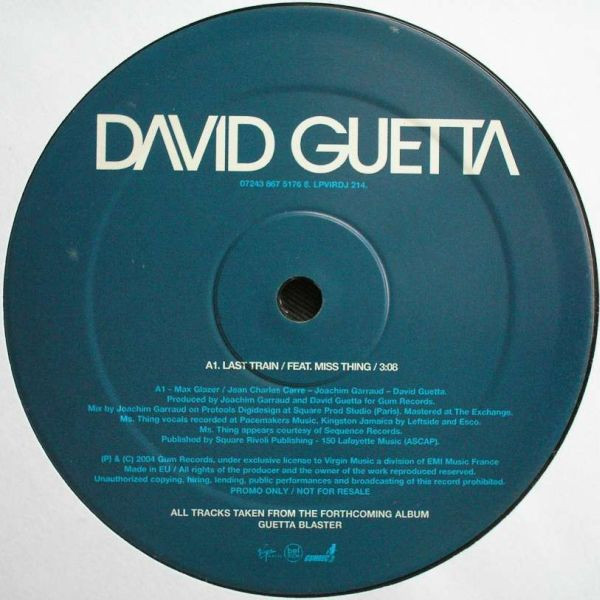 DAVID GUETTA
07243 867 5176 6. LPVIRDJ 214.
A1. LAST TRAIN / FEAT. MISS THING / 3:08
A1 - Max Glazer / Jean Charles Carre - Joachim Garraud - David Guetta.
Produced by Joachim Garraud and David Guetta for Gum Records.
Mix by Joachim Garraud on Protools Digidesign at Square Prod Studio (Paris). Mastered at The Exchange.
Ms. Thing vocals recorded at Pacemakers Music, Kingston Jamaica by Leftside and Esco.
Ms. Thing appears courtesy of Sequence Records.
Published by Square Rivoli Publishing - 150 Lafayette Music (ASCAP).
(P) & (C) 2004 Gum Records, under exclusive license to Virgin Music a division of EMI Music France
Made in EU / All rights of the producer and the owner of the work reproduced reserved.
Unauthorized copying, hiring, lending, public performances and broadcasting of this record prohibited.
PROMO ONLY / NOT FOR RESALE
ALL TRACKS TAKEN FROM THE FORTHCOMING ALBUM
GUETTA BLASTER